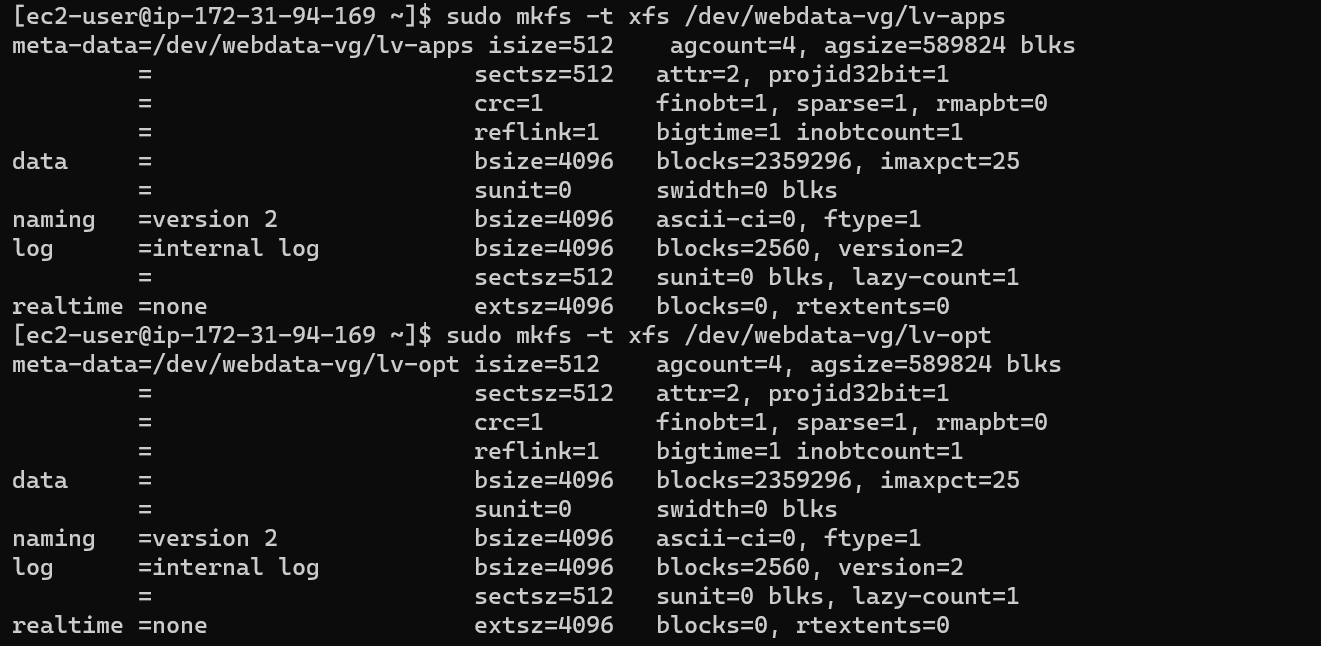 [ec2-user@ip-172-31-94-169 ~]$ sudo mkfs -t xfs /dev/webdata-vg/lv-apps
meta-data=/dev/webdata-vg/lv-apps isize=512    agcount=4, agsize=589824 blks
         =                       sectsz=512   attr=2, projid32bit=1
         =                       crc=1        finobt=1, sparse=1, rmapbt=0
         =                       reflink=1    bigtime=1 inobtcount=1
data     =                       bsize=4096   blocks=2359296, imaxpct=25
         =                       sunit=0      swidth=0 blks
naming   =version 2              bsize=4096   ascii-ci=0, ftype=1
log      =internal log           bsize=4096   blocks=2560, version=2
         =                       sectsz=512   sunit=0 blks, lazy-count=1
realtime =none                   extsz=4096   blocks=0, rtextents=0
[ec2-user@ip-172-31-94-169 ~]$ sudo mkfs -t xfs /dev/webdata-vg/lv-opt
meta-data=/dev/webdata-vg/lv-opt isize=512    agcount=4, agsize=589824 blks
         =                       sectsz=512   attr=2, projid32bit=1
         =                       crc=1        finobt=1, sparse=1, rmapbt=0
         =                       reflink=1    bigtime=1 inobtcount=1
data     =                       bsize=4096   blocks=2359296, imaxpct=25
         =                       sunit=0      swidth=0 blks
naming   =version 2              bsize=4096   ascii-ci=0, ftype=1
log      =internal log           bsize=4096   blocks=2560, version=2
         =                       sectsz=512   sunit=0 blks, lazy-count=1
realtime =none                   extsz=4096   blocks=0, rtextents=0